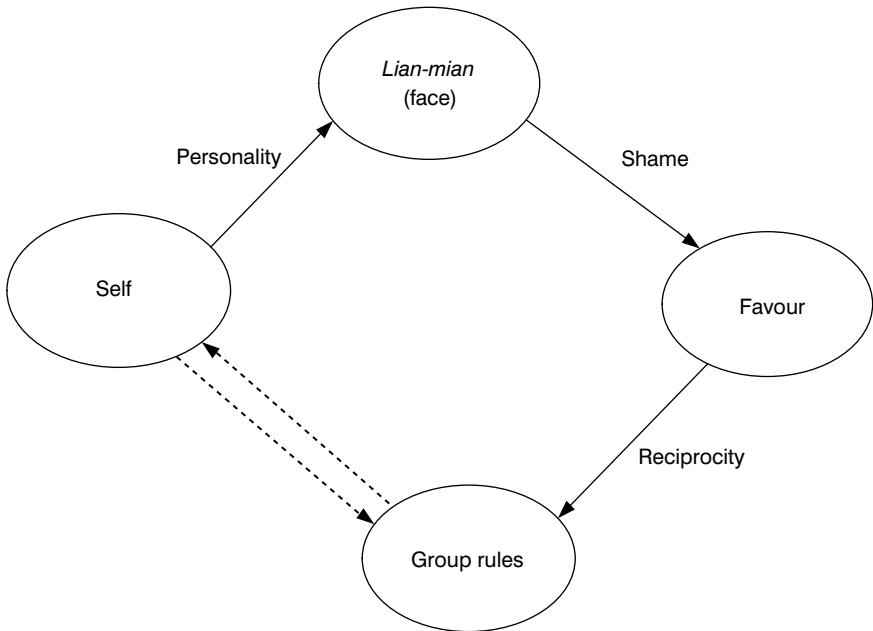 Lian-mian
(face)
Personality
Shame
Self
Favour
Reciprocity
Group rules